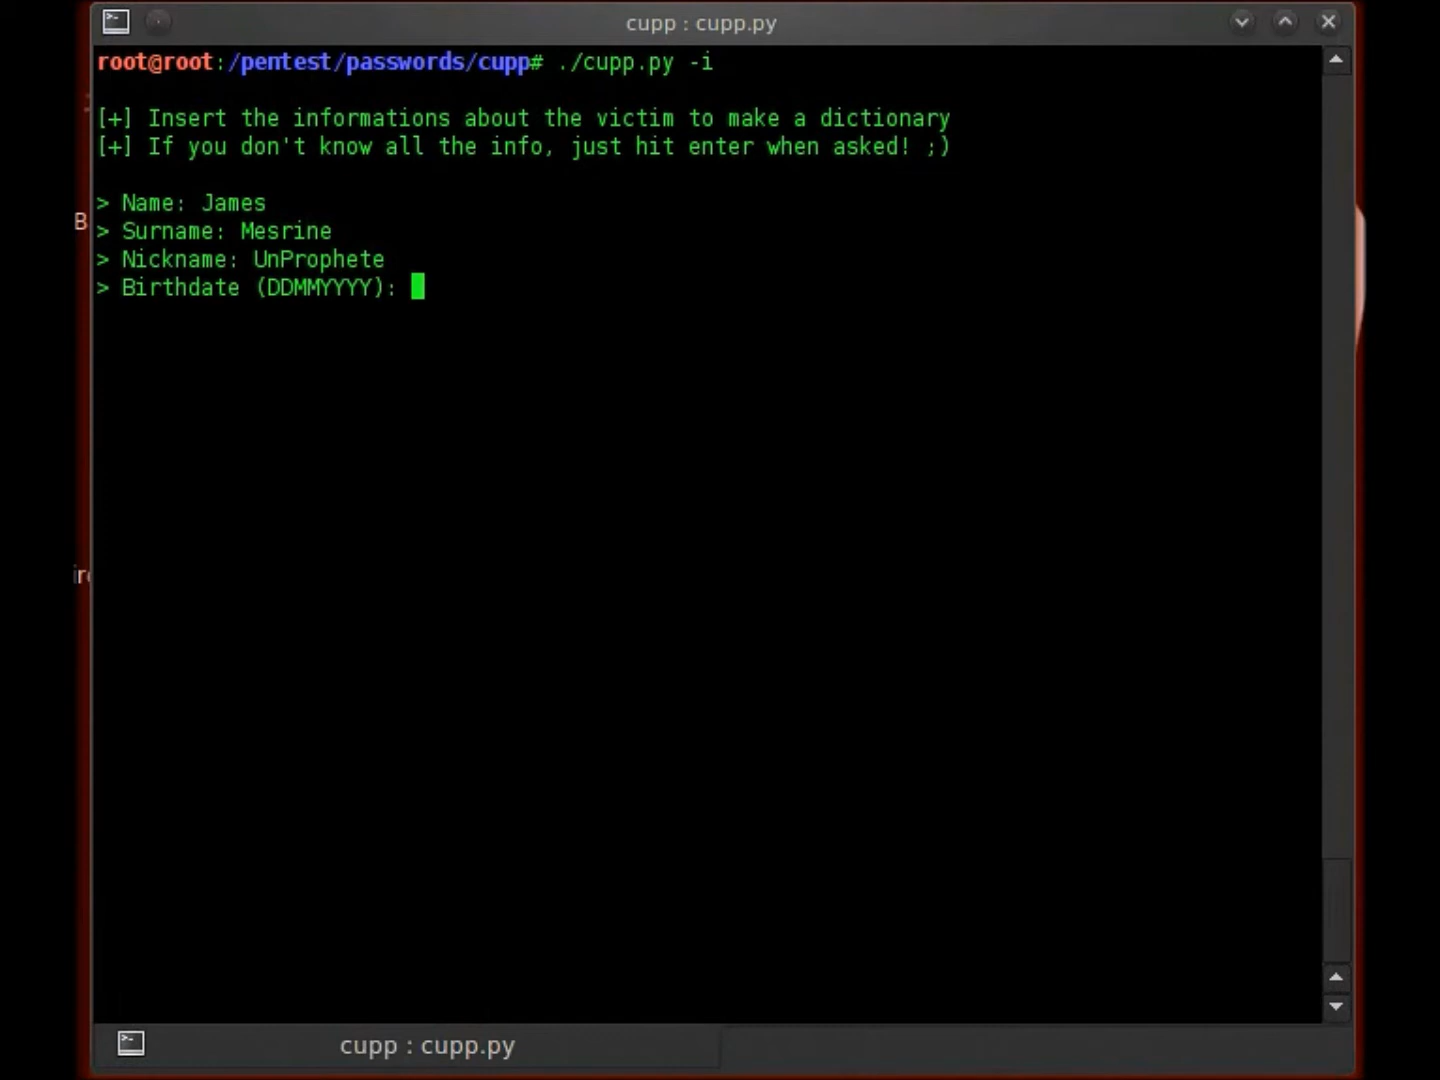 cupp : cupp.py
root@root:/pentest/passwords/cupp# ./cupp.py -i
[+] Insert the informations about the victim to make a dictionary
[+] If you don't know all the info, just hit enter when asked! ;)
> Name: James
> Surname: Mesrine
> Nickname: UnProphete
> Birthdate (DDMMYYYY):
cupp : cupp.py